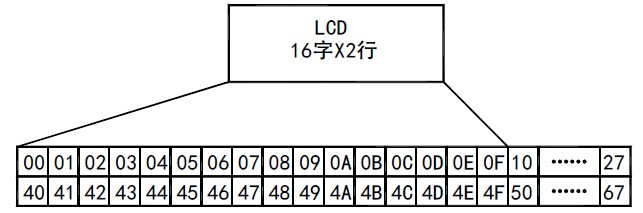 LCD
16字X2行
00 01 02 03 04 05 06 07 08 09 0A 0B 0C 0D 0E 0F 10 …… 27
40 41 42 43 44 45 46 47 48 49 4A 4B 4C 4D 4E 4F 50 …… 67